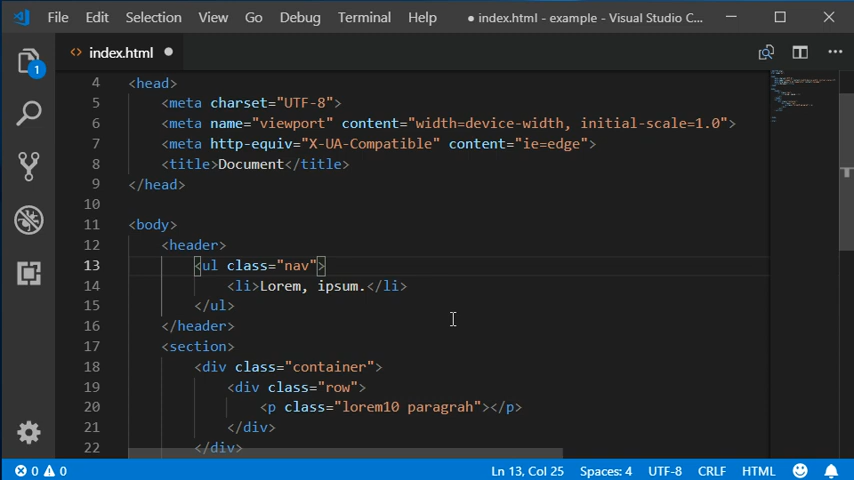 File Edit Selection View Go Debug Terminal Help ● index.html - example - Visual Studio C...
<> index.html ●
1
4 <head>
5 <meta charset="UTF-8">
6 <meta name="viewport" content="width=device-width, initial-scale=1.0">
7 <meta http-equiv="X-UA-Compatible" content="ie=edge">
8 <title>Document</title>
9 </head>
10
11 <body>
12 <header>
13 <ul class="nav">
14 <li>Lorem, ipsum.</li>
15 </ul>
16 </header>
17 <section>
18 <div class="container">
19 <div class="row">
20 <p class="lorem10 paragrah"></p>
21 </div>
22 </div>
0 0 Ln 13, Col 25 Spaces: 4 UTF-8 CRLF HTML